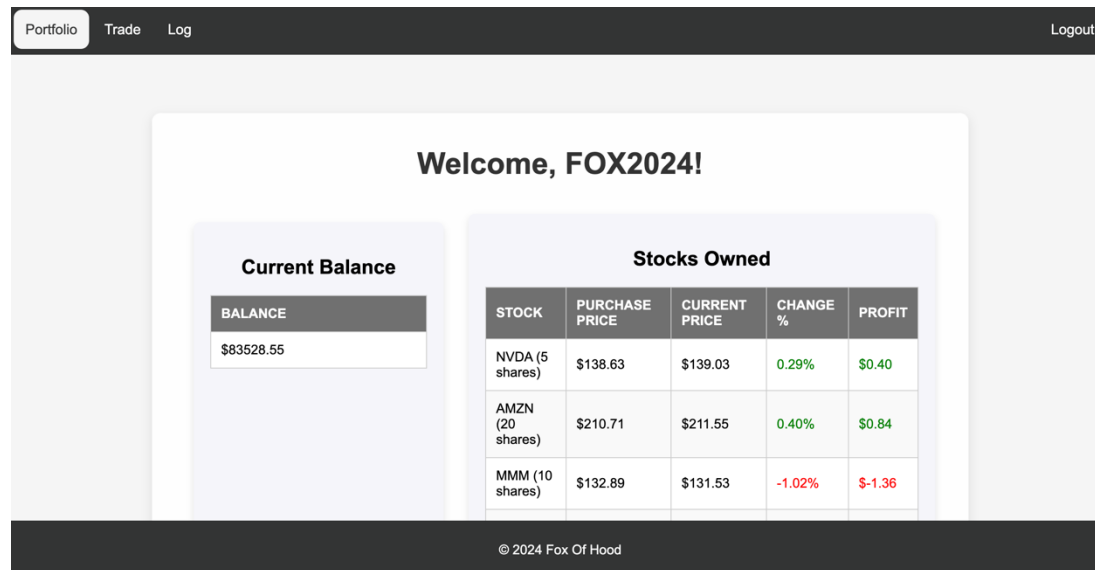 Portfolio Trade Log Logout
Welcome, FOX2024!
Current Balance
BALANCE
$83528.55
Stocks Owned
STOCK PURCHASE PRICE CURRENT PRICE CHANGE % PROFIT
NVDA (5 shares) $138.63 $139.03 0.29% $0.40
AMZN (20 shares) $210.71 $211.55 0.40% $0.84
MMM (10 shares) $132.89 $131.53 -1.02% $-1.36
© 2024 Fox Of Hood